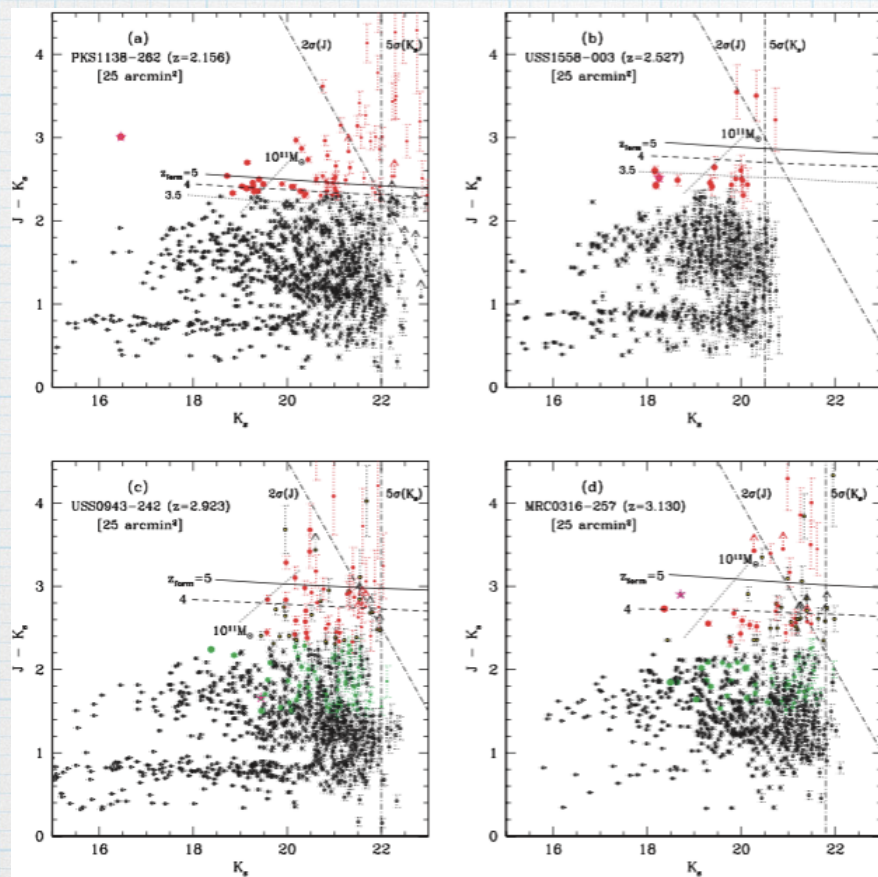 (a)
PKS1138−262 (z=2.156)
[25 arcmin²]
2σ(J)
5σ(Kₛ)
10¹¹M⊙
z_form=5
4
3.5
J − Kₛ
4
3
2
1
0
16 18 20 22
Kₛ
(b)
USS1558−003 (z=2.527)
[25 arcmin²]
2σ(J)
5σ(Kₛ)
10¹¹M⊙
z_form=5
4
3.5
4
3
2
1
0
16 18 20 22
Kₛ
(c)
USS0943−242 (z=2.923)
[25 arcmin²]
2σ(J)
5σ(Kₛ)
z_form=5
4
10¹¹M⊙
J − Kₛ
4
3
2
1
0
16 18 20 22
Kₛ
(d)
MRC0316−257 (z=3.130)
[25 arcmin²]
2σ(J)
5σ(Kₛ)
10¹¹M⊙
z_form=5
4
J − Kₛ
4
3
2
1
0
16 18 20 22
Kₛ